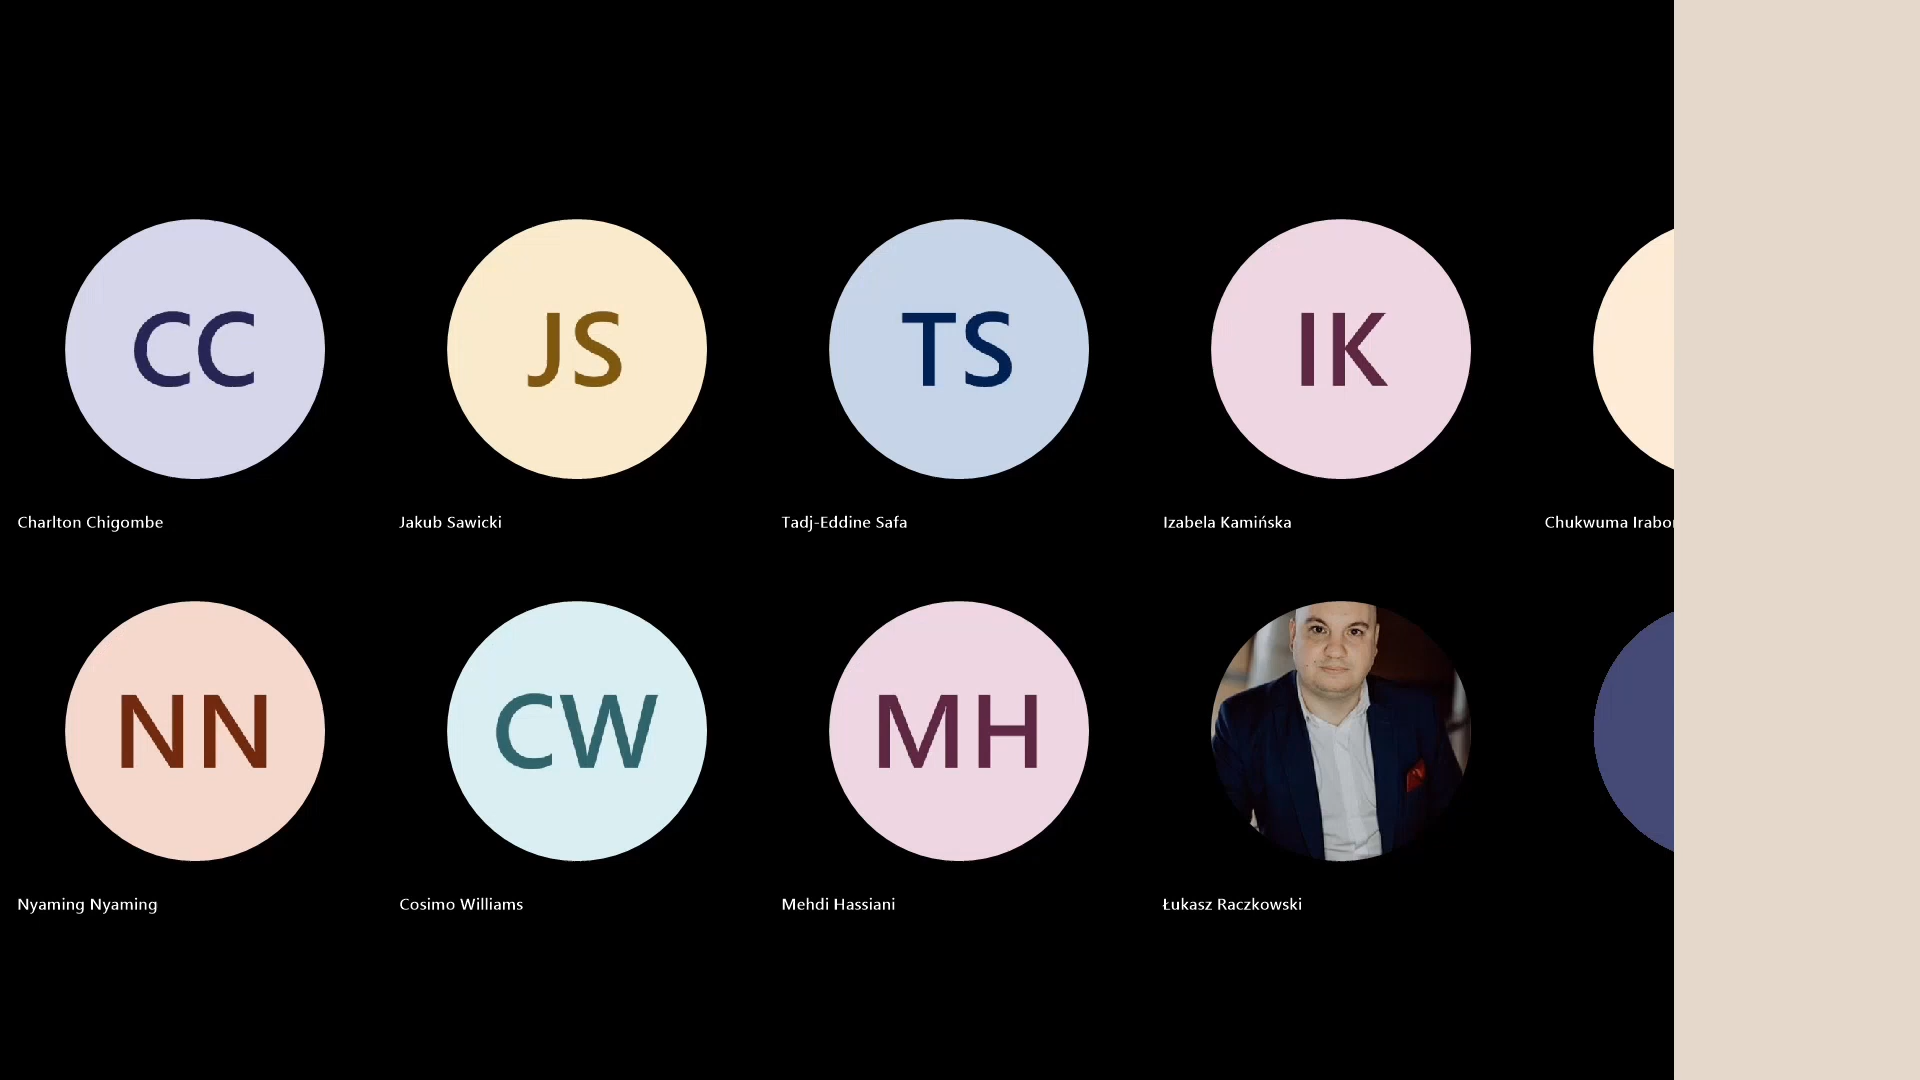 CC
JS
TS
IK
Charlton Chigombe
Jakub Sawicki
Tadj-Eddine Safa
Izabela Kamińska
Chukwuma
NN
CW
MH
Nyaming Nyaming
Cosimo Williams
Mehdi Hassiani
Łukasz Raczkowski